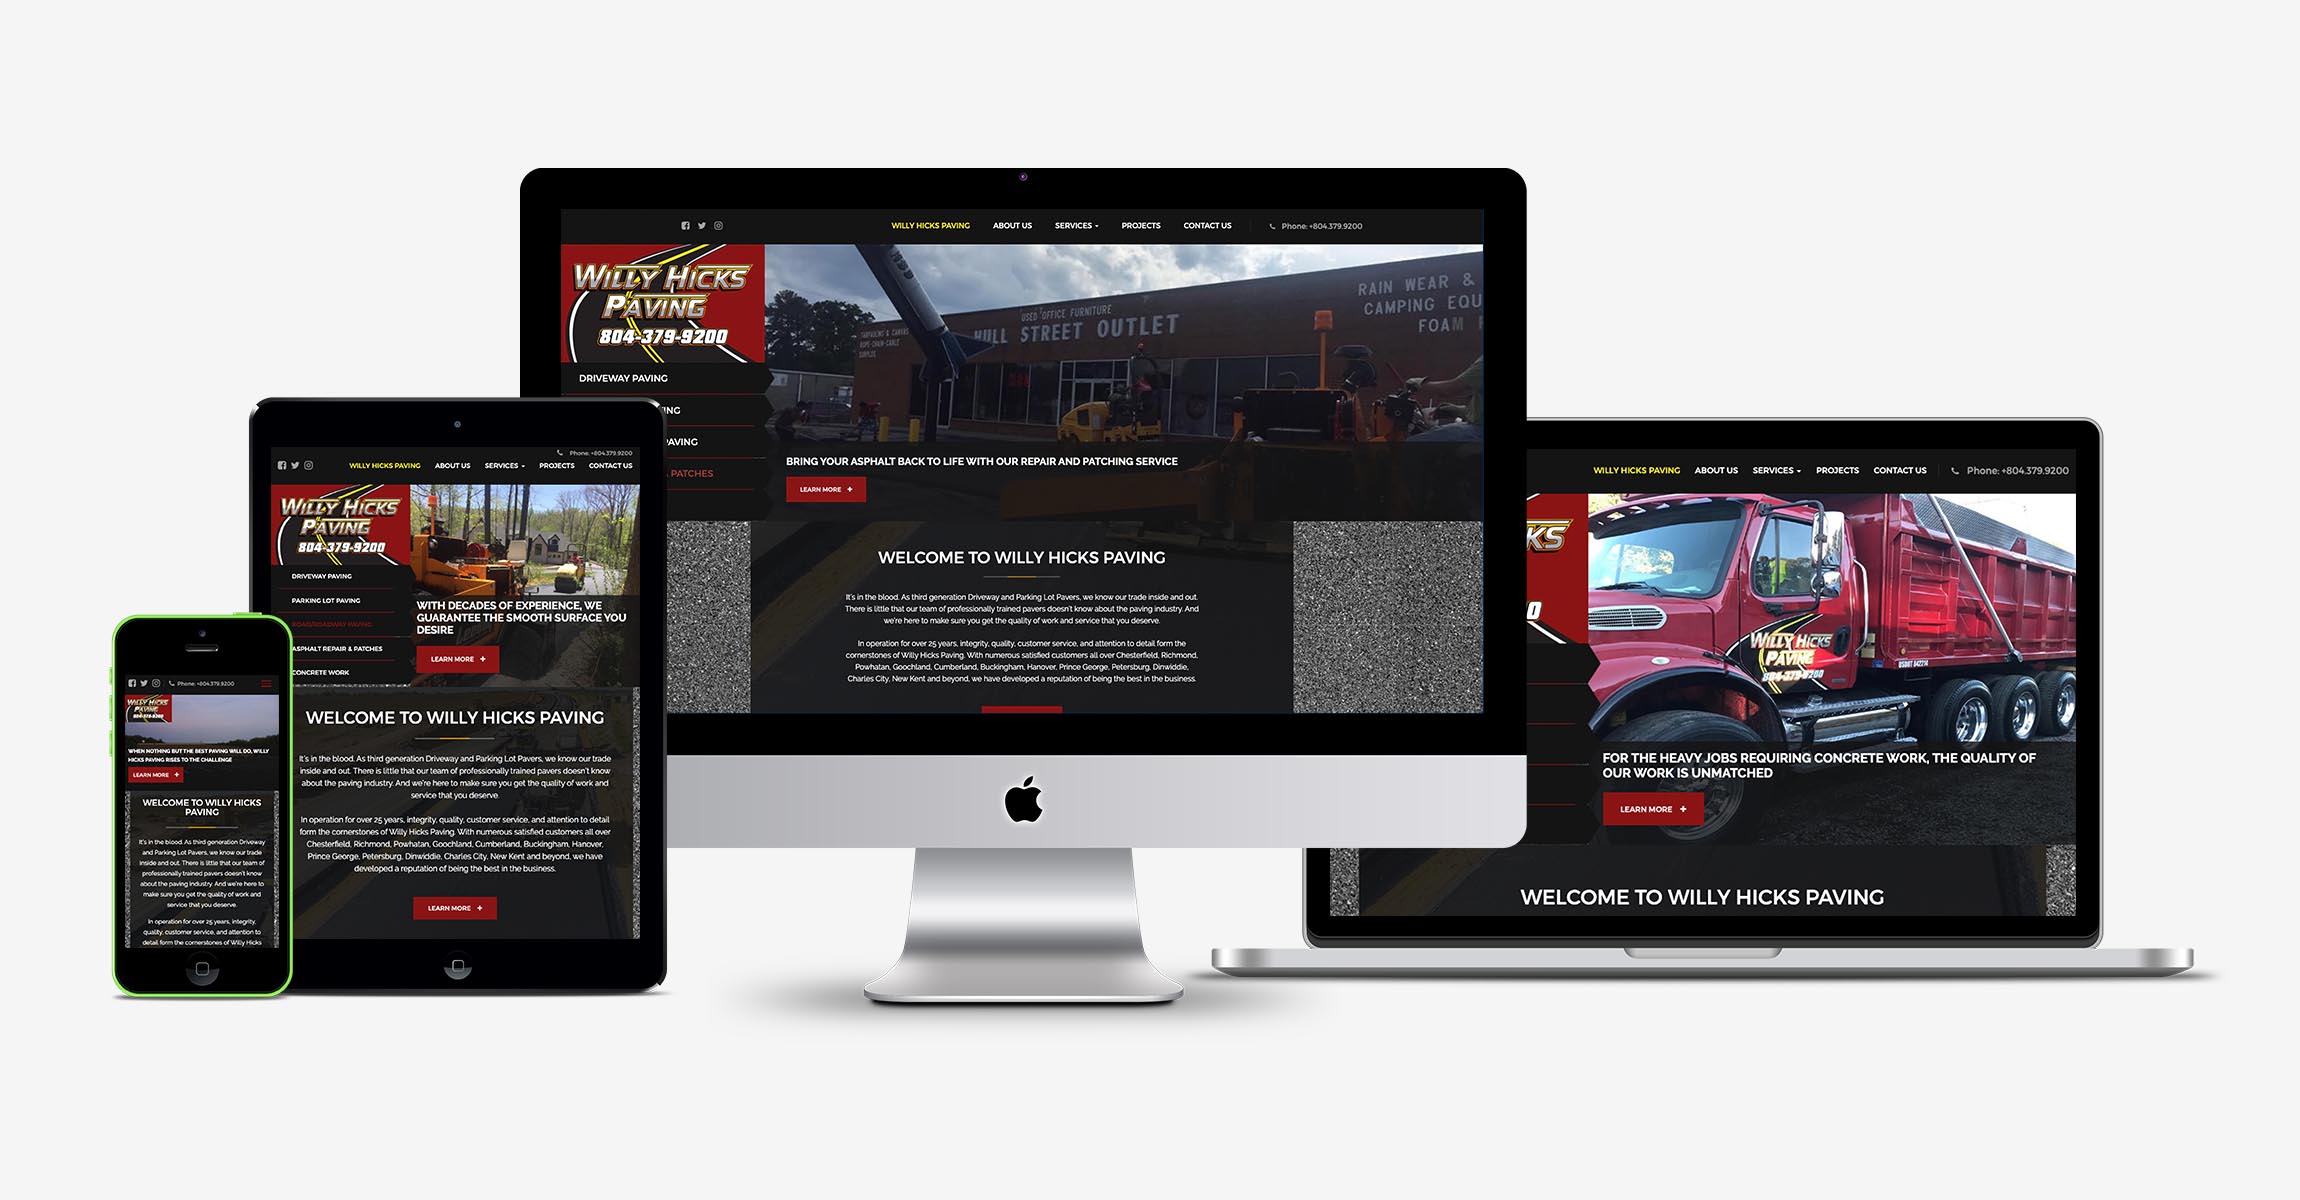 WILLY HICKS PAVING ABOUT US SERVICES PROJECTS CONTACT US Phone: +804.379.9200
WILLY HICKS
PAVING
804-379-9200
DRIVEWAY PAVING
PAVING
& PATCHES
RAIN WEAR &
CAMPING EQU
FOAM
USED OFFICE FURNITURE
HULL STREET OUTLET
TARPAULINS & CANVAS
ROPE-CHAIN-CABLE
SURPLUS
BRING YOUR ASPHALT BACK TO LIFE WITH OUR REPAIR AND PATCHING SERVICE
LEARN MORE +
WELCOME TO WILLY HICKS PAVING
It's in the blood. As third generation Driveway and Parking Lot Pavers, we know our trade inside and out.
There is little that our team of professionally trained pavers doesn't know about the paving industry. And
we're here to make sure you get the quality of work and service that you deserve.
In operation for over 25 years, integrity, quality, customer service, and attention to detail form the
cornerstones of Willy Hicks Paving. With numerous satisfied customers all over Chesterfield, Richmond,
Powhatan, Goochland, Cumberland, Buckingham, Hanover, Prince George, Petersburg, Dinwiddie,
Charles City, New Kent and beyond, we have developed a reputation of being the best in the business.
Phone: +804.379.9200
WILLY HICKS PAVING ABOUT US SERVICES PROJECTS CONTACT US
WILLY HICKS
PAVING
804-379-9200
DRIVEWAY PAVING
PARKING LOT PAVING
ROAD/ROADWAY PAVING
ASPHALT REPAIR & PATCHES
CONCRETE WORK
WITH DECADES OF EXPERIENCE, WE
GUARANTEE THE SMOOTH SURFACE YOU
DESIRE
LEARN MORE +
WELCOME TO WILLY HICKS PAVING
It's in the blood. As third generation Driveway and Parking Lot Pavers, we know our trade
inside and out. There is little that our team of professionally trained pavers doesn't know
about the paving industry. And we're here to make sure you get the quality of work and
service that you deserve.
In operation for over 25 years, integrity, quality, customer service, and attention to detail
form the cornerstones of Willy Hicks Paving. With numerous satisfied customers all over
Chesterfield, Richmond, Powhatan, Goochland, Cumberland, Buckingham, Hanover,
Prince George, Petersburg, Dinwiddie, Charles City, New Kent and beyond, we have
developed a reputation of being the best in the business.
LEARN MORE +
Phone: +804.379.9200
WILLY HICKS
PAVING
804-379-9200
WHEN NOTHING BUT THE BEST PAVING WILL DO, WILLY
HICKS PAVING RISES TO THE CHALLENGE
LEARN MORE +
WELCOME TO WILLY HICKS
PAVING
It's in the blood. As third generation Driveway
and Parking Lot Pavers, we know our trade
inside and out. There is little that our team of
professionally trained pavers doesn't know
about the paving industry. And we're here to
make sure you get the quality of work and
service that you deserve.
In operation for over 25 years, integrity,
quality, customer service, and attention to
detail form the cornerstones of Willy Hicks
WILLY HICKS PAVING ABOUT US SERVICES PROJECTS CONTACT US Phone: +804.379.9200
KS
0
WILLY HICKS
PAVING
804-379-9200
USDOT 842214
FOR THE HEAVY JOBS REQUIRING CONCRETE WORK, THE QUALITY OF
OUR WORK IS UNMATCHED
LEARN MORE +
WELCOME TO WILLY HICKS PAVING